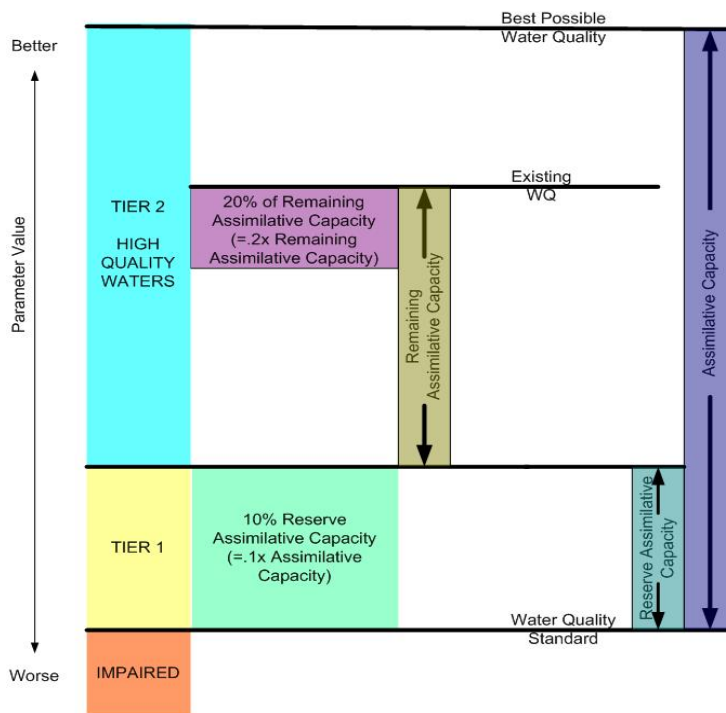 Better
Parameter Value
Worse
TIER 2
HIGH
QUALITY
WATERS
TIER 1
IMPAIRED
20% of Remaining
Assimilative Capacity
(=.2x Remaining
Assimilative Capacity)
10% Reserve
Assimilative Capacity
(=.1x Assimilative
Capacity)
Remaining
Assimilative Capacity
Best Possible
Water Quality
Existing
WQ
Water Quality
Standard
Reserve Assimilative
Capacity
Assimilative Capacity